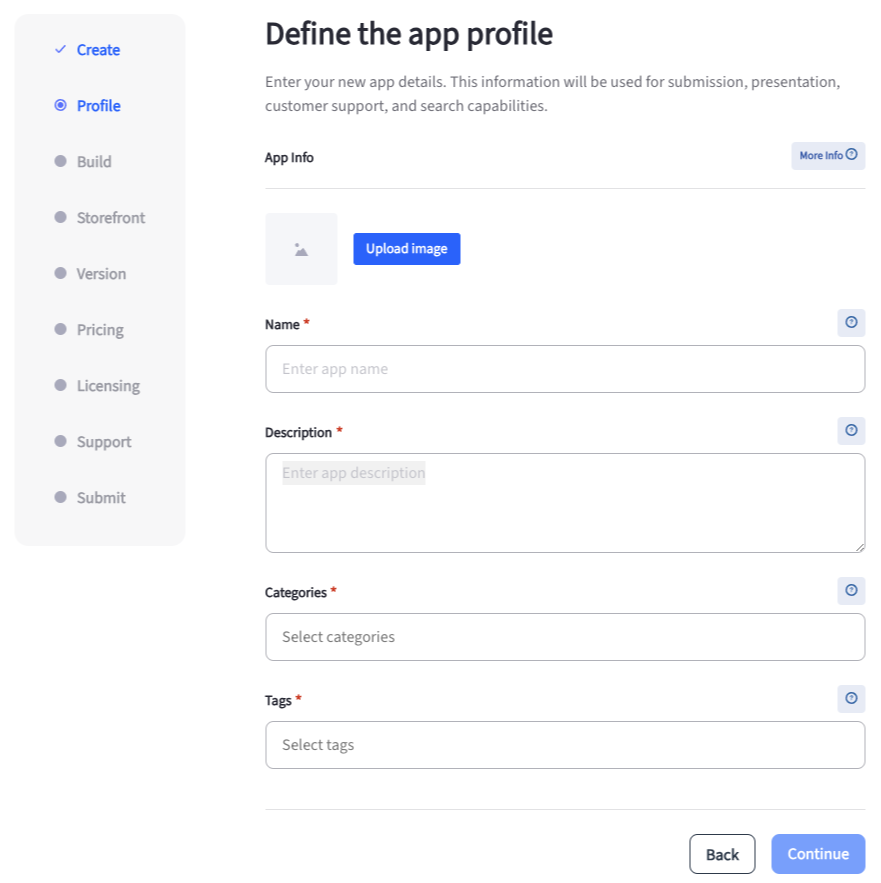 Create
Profile
Build
Storefront
Version
Pricing
Licensing
Support
Submit
Define the app profile
Enter your new app details. This information will be used for submission, presentation,
customer support, and search capabilities.
App Info
More Info
Upload image
Name *
Enter app name
Description *
Enter app description
Categories *
Select categories
Tags *
Select tags
Back
Continue